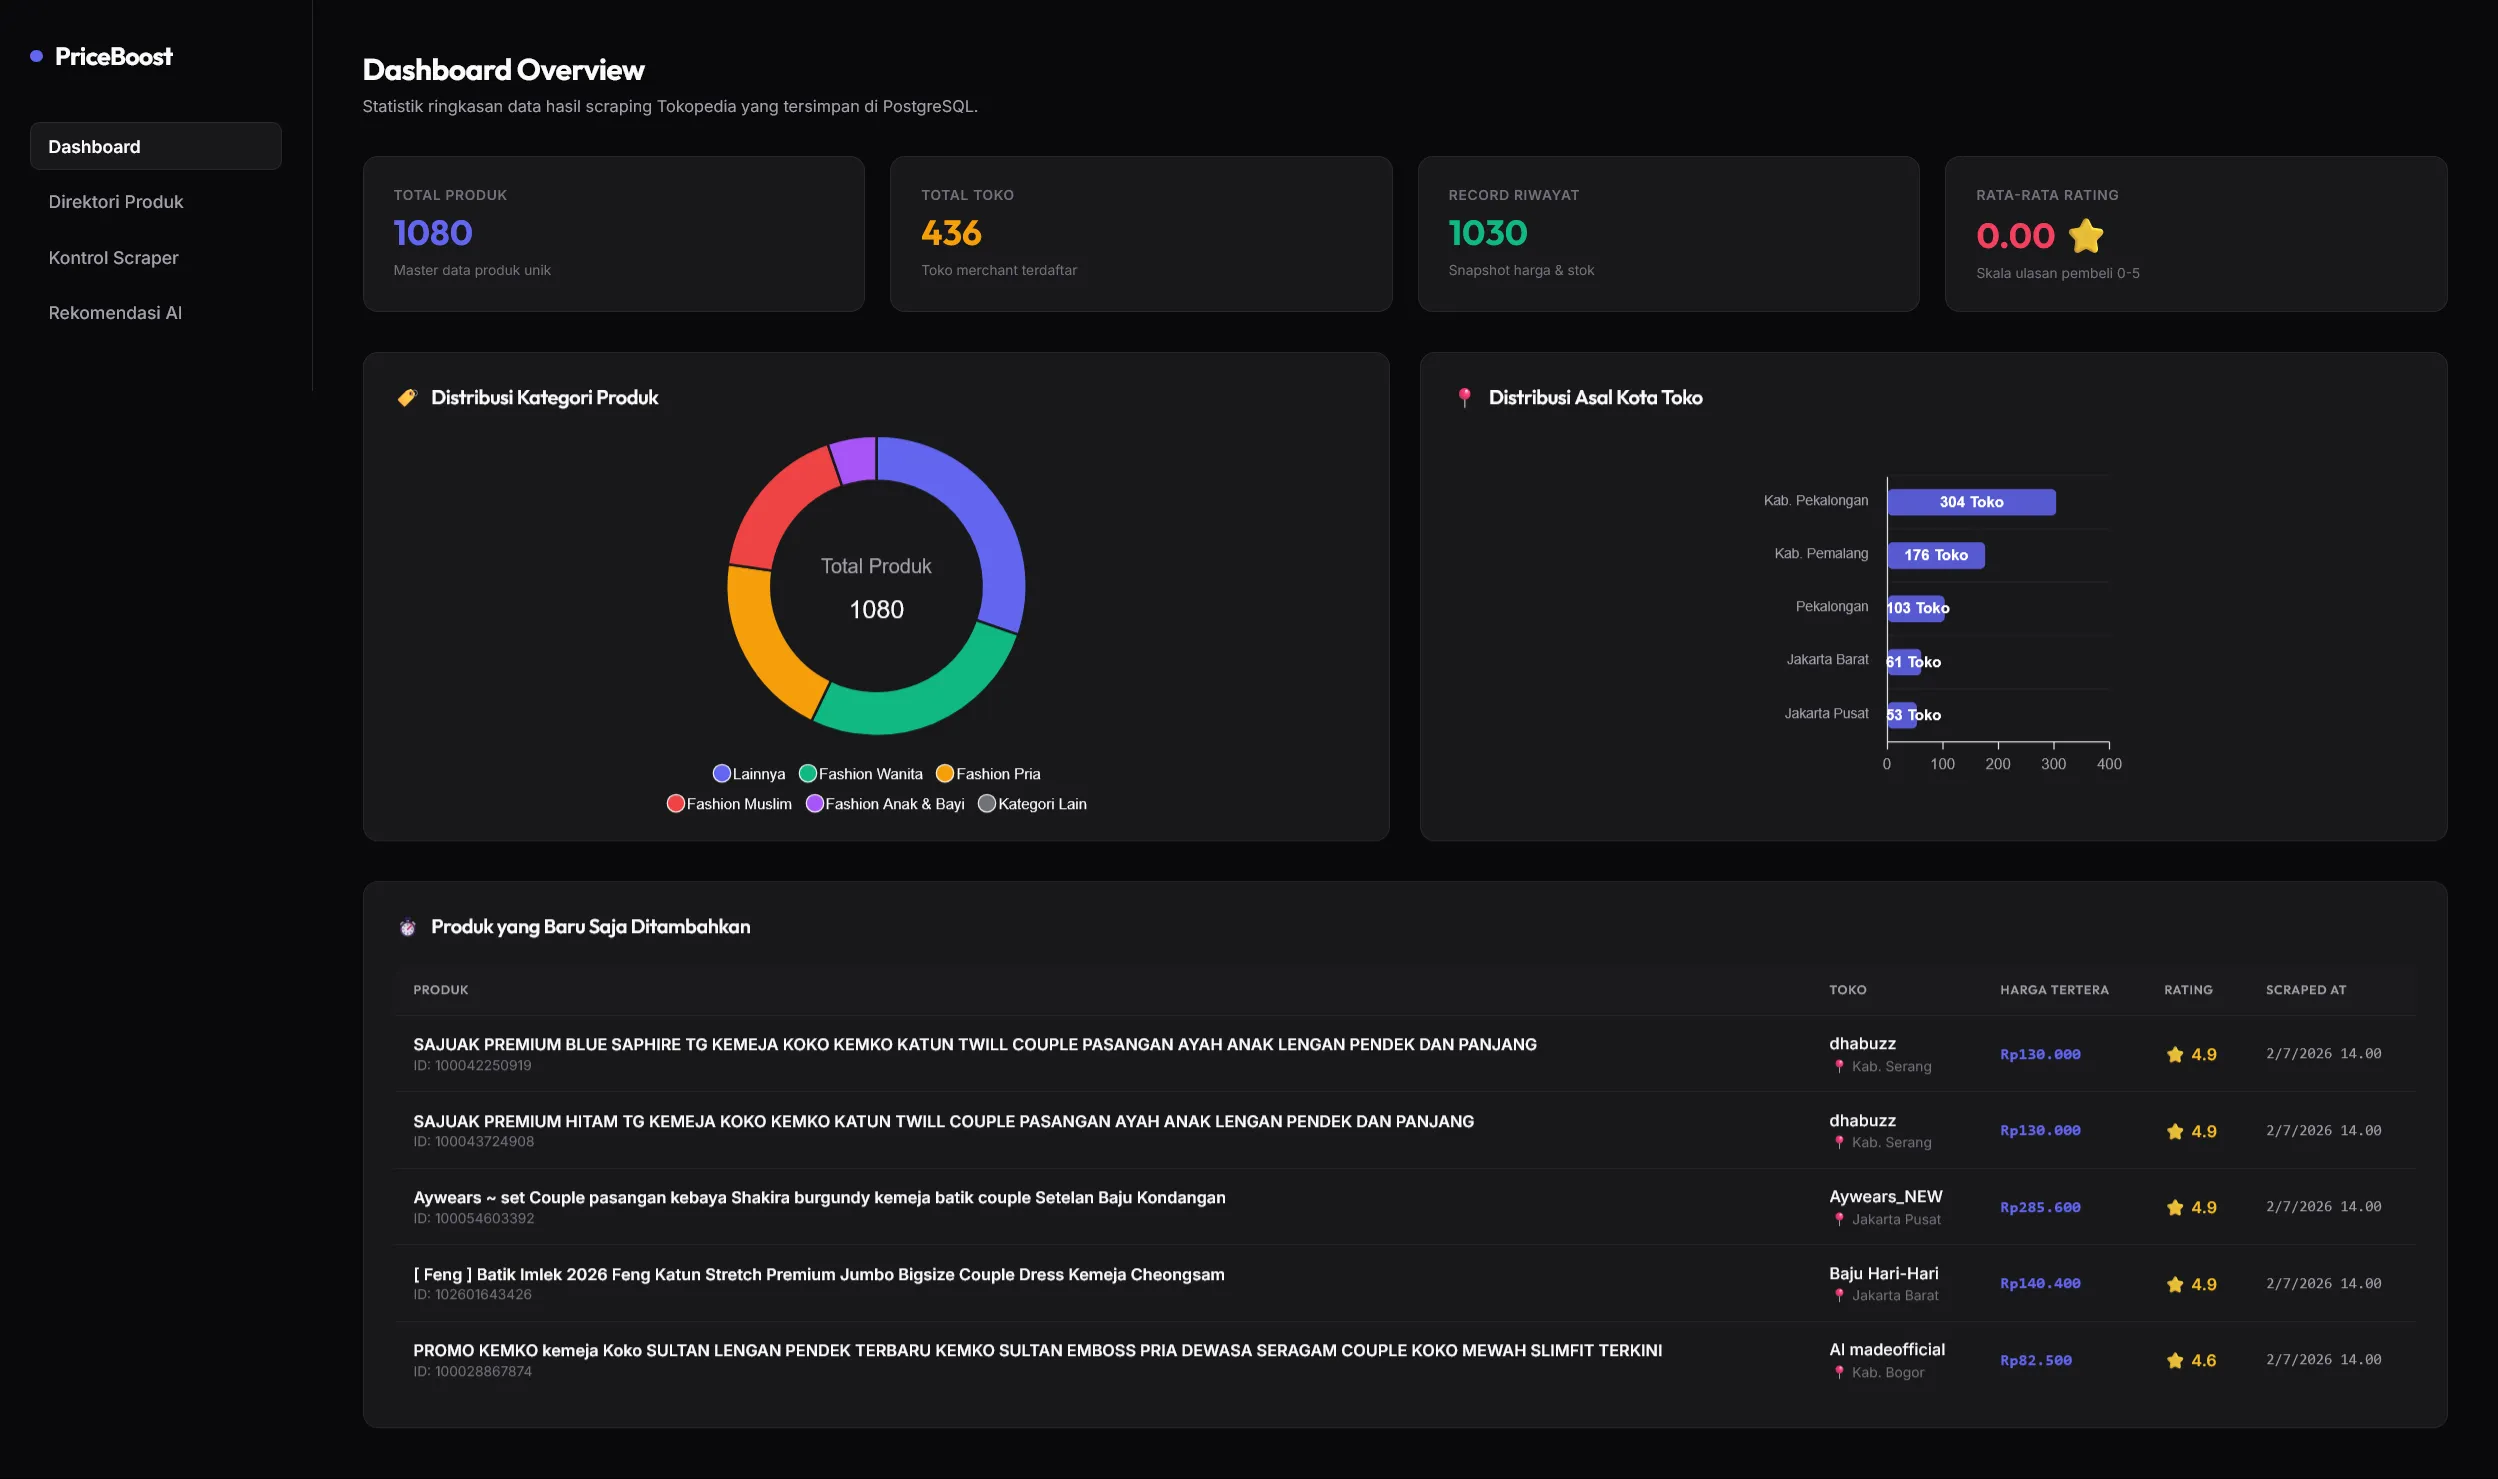 PriceBoost
Dashboard
Direktori Produk
Kontrol Scraper
Rekomendasi AI
Dashboard Overview
Statistik ringkasan data hasil scraping Tokopedia yang tersimpan di PostgreSQL.
TOTAL PRODUK
1080
Master data produk unik
TOTAL TOKO
436
Toko merchant terdaftar
RECORD RIWAYAT
1030
Snapshot harga & stok
RATA-RATA RATING
0.00
Skala ulasan pembeli 0-5
Distribusi Kategori Produk
Total Produk
1080
Lainnya Fashion Wanita Fashion Pria
Fashion Muslim Fashion Anak & Bayi Kategori Lain
Distribusi Asal Kota Toko
Kab. Pekalongan 304 Toko
Kab. Pemalang 176 Toko
Pekalongan 103 Toko
Jakarta Barat 61 Toko
Jakarta Pusat 53 Toko
0 100 200 300 400
Produk yang Baru Saja Ditambahkan
PRODUK TOKO HARGA TERTERA RATING SCRAPED AT
SAJUAK PREMIUM BLUE SAPHIRE TG KEMEJA KOKO KEMKO KATUN TWILL COUPLE PASANGAN AYAH ANAK LENGAN PENDEK DAN PANJANG
ID: 100042250919
dhabuzz
Kab. Serang
Rp130.000
4.9
2/7/2026 14.00
SAJUAK PREMIUM HITAM TG KEMEJA KOKO KEMKO KATUN TWILL COUPLE PASANGAN AYAH ANAK LENGAN PENDEK DAN PANJANG
ID: 100043724908
dhabuzz
Kab. Serang
Rp130.000
4.9
2/7/2026 14.00
Aywears ~ set Couple pasangan kebaya Shakira burgundy kemeja batik couple Setelan Baju Kondangan
ID: 100054603392
Aywears_NEW
Jakarta Pusat
Rp285.600
4.9
2/7/2026 14.00
[ Feng ] Batik Imlek 2026 Feng Katun Stretch Premium Jumbo Bigsize Couple Dress Kemeja Cheongsam
ID: 102601643426
Baju Hari-Hari
Jakarta Barat
Rp140.400
4.9
2/7/2026 14.00
PROMO KEMKO kemeja Koko SULTAN LENGAN PENDEK TERBARU KEMKO SULTAN EMBOSS PRIA DEWASA SERAGAM COUPLE KOKO MEWAH SLIMFIT TERKINI
ID: 100028867874
Al madeofficial
Kab. Bogor
Rp82.500
4.6
2/7/2026 14.00